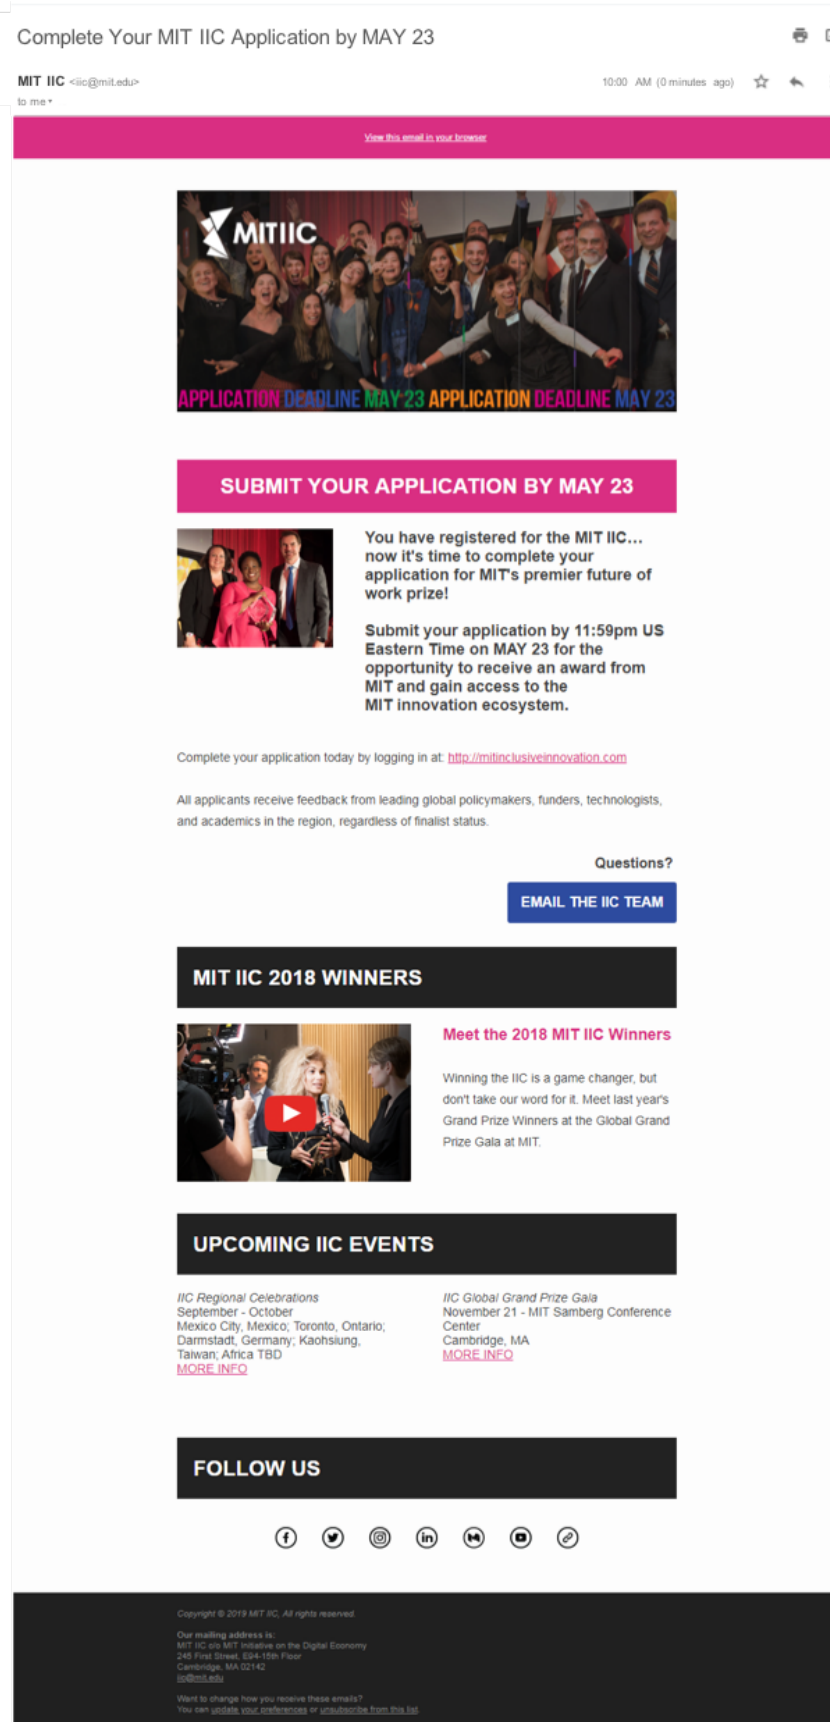 Complete Your MIT IIC Application by MAY 23
MIT IIC <iic@mit.edu>
10:00 AM (0 minutes ago)
to me
View this email in your browser
MITIIC
APPLICATION DEADLINE MAY 23 APPLICATION DEADLINE MAY 23
SUBMIT YOUR APPLICATION BY MAY 23
You have registered for the MIT IIC...
now it's time to complete your
application for MIT's premier future of
work prize!
Submit your application by 11:59pm US
Eastern Time on MAY 23 for the
opportunity to receive an award from
MIT and gain access to the
MIT innovation ecosystem.
Complete your application today by logging in at: http://mitinclusiveinnovation.com
All applicants receive feedback from leading global policymakers, funders, technologists,
and academics in the region, regardless of finalist status.
Questions?
EMAIL THE IIC TEAM
MIT IIC 2018 WINNERS
Meet the 2018 MIT IIC Winners
Winning the IIC is a game changer, but
don't take our word for it. Meet last year's
Grand Prize Winners at the Global Grand
Prize Gala at MIT.
UPCOMING IIC EVENTS
IIC Regional Celebrations
September - October
Mexico City, Mexico; Toronto, Ontario;
Darmstadt, Germany; Kaohsiung,
Taiwan; Africa TBD
MORE INFO
IIC Global Grand Prize Gala
November 21 - MIT Samberg Conference
Center
Cambridge, MA
MORE INFO
FOLLOW US
Copyright © 2019 MIT IIC, All rights reserved.
Our mailing address is:
MIT IIC c/o MIT Initiative on the Digital Economy
245 First Street, E94-15th Floor
Cambridge, MA 02142
iic@mit.edu
Want to change how you receive these emails?
You can update your preferences or unsubscribe from this list.